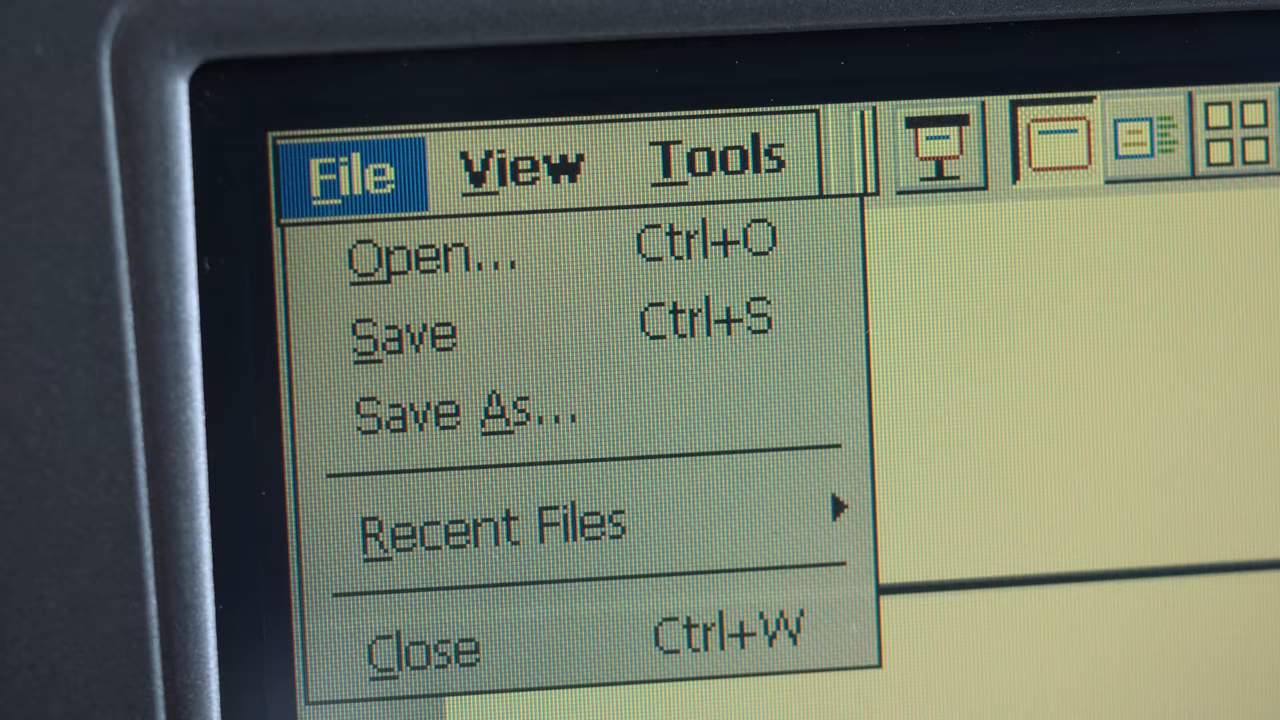 File View Tools
Open... Ctrl+O
Save Ctrl+S
Save As...
Recent Files
Close Ctrl+W